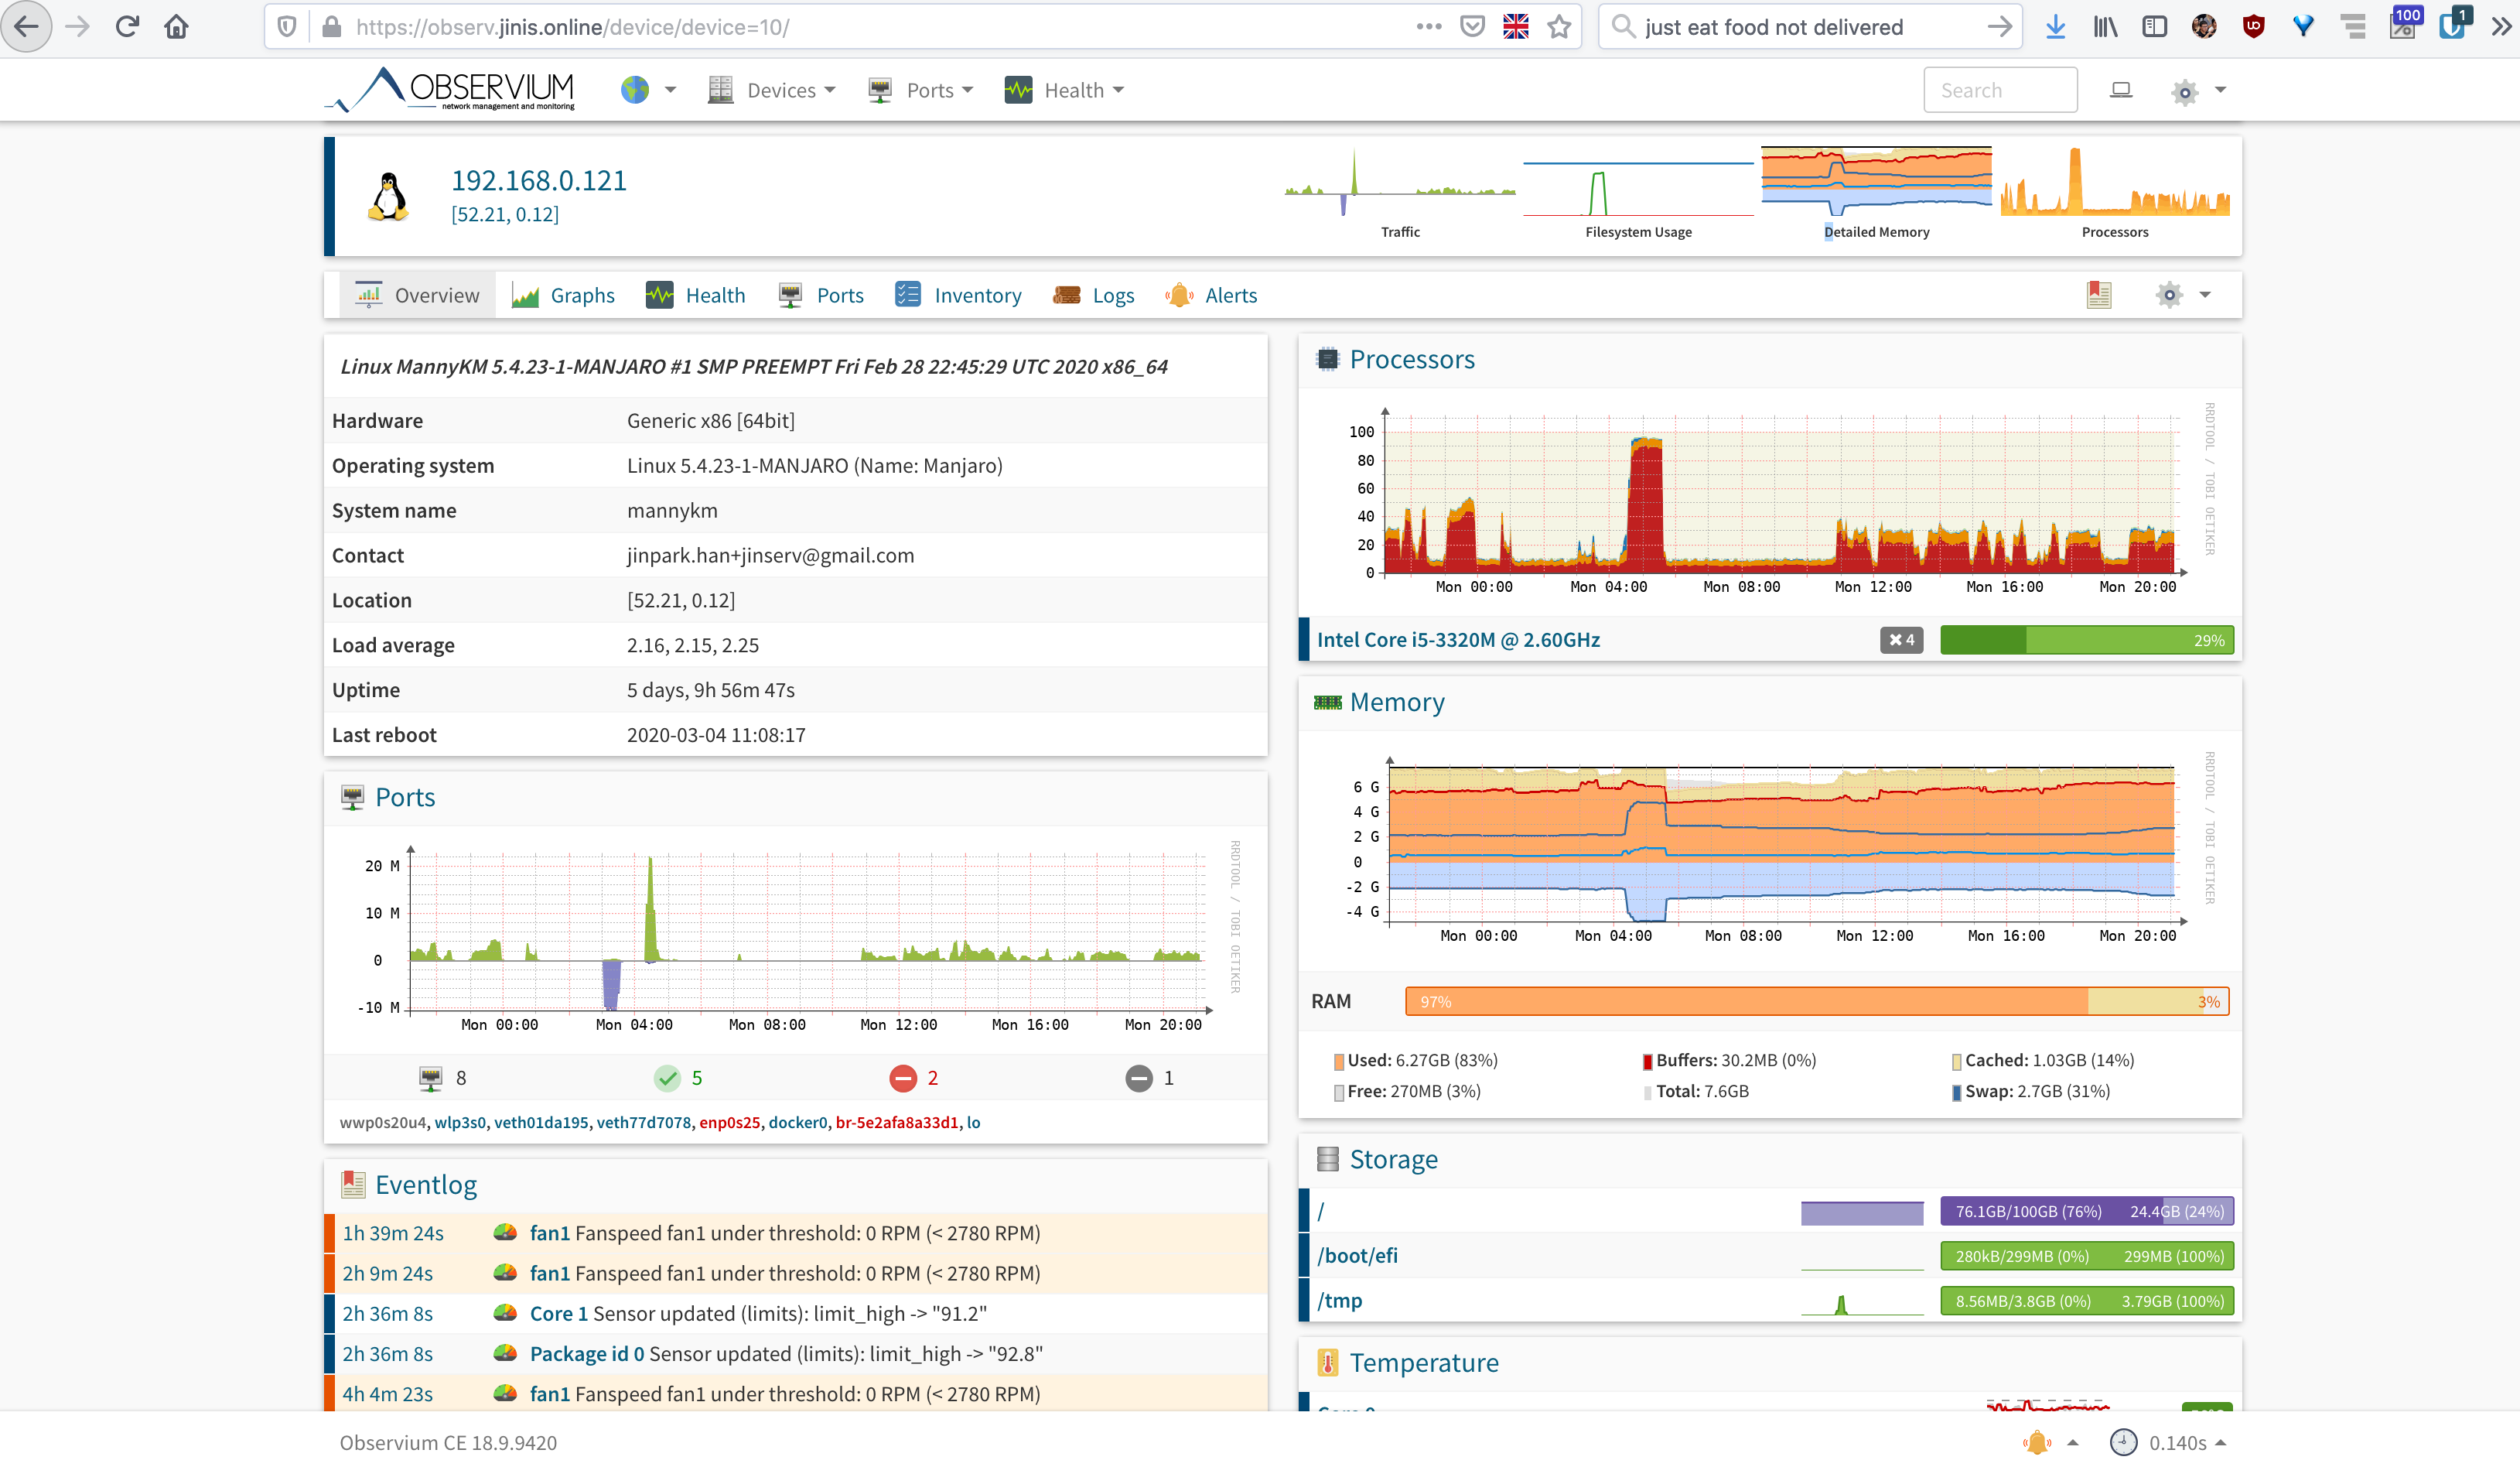 https://observ.jinis.online/device/device=10/
just eat food not delivered
100
1
OBSERVIUM
network management and monitoring
Devices
Ports
Health
Search
192.168.0.121
[52.21, 0.12]
Traffic
Filesystem Usage
Detailed Memory
Processors
Overview
Graphs
Health
Ports
Inventory
Logs
Alerts
Linux MannyKM 5.4.23-1-MANJARO #1 SMP PREEMPT Fri Feb 28 22:45:29 UTC 2020 x86_64
Hardware Generic x86 [64bit]
Operating system Linux 5.4.23-1-MANJARO (Name: Manjaro)
System name mannykm
Contact jinpark.han+jinserv@gmail.com
Location [52.21, 0.12]
Load average 2.16, 2.15, 2.25
Uptime 5 days, 9h 56m 47s
Last reboot 2020-03-04 11:08:17
Ports
20 M
10 M
0
-10 M
Mon 00:00 Mon 04:00 Mon 08:00 Mon 12:00 Mon 16:00 Mon 20:00
RRDTOOL / TOBI OETIKER
8 5 2 1
wwp0s20u4, wlp3s0, veth01da195, veth77d7078, enp0s25, docker0, br-5e2afa8a33d1, lo
Eventlog
1h 39m 24s fan1 Fanspeed fan1 under threshold: 0 RPM (< 2780 RPM)
2h 9m 24s fan1 Fanspeed fan1 under threshold: 0 RPM (< 2780 RPM)
2h 36m 8s Core 1 Sensor updated (limits): limit_high -> "91.2"
2h 36m 8s Package id 0 Sensor updated (limits): limit_high -> "92.8"
4h 4m 23s fan1 Fanspeed fan1 under threshold: 0 RPM (< 2780 RPM)
Processors
100
80
60
40
20
0
Mon 00:00 Mon 04:00 Mon 08:00 Mon 12:00 Mon 16:00 Mon 20:00
RRDTOOL / TOBI OETIKER
Intel Core i5-3320M @ 2.60GHz ✖ 4 29%
Memory
6 G
4 G
2 G
0
-2 G
-4 G
Mon 00:00 Mon 04:00 Mon 08:00 Mon 12:00 Mon 16:00 Mon 20:00
RRDTOOL / TOBI OETIKER
RAM 97% 3%
Used: 6.27GB (83%) Buffers: 30.2MB (0%) Cached: 1.03GB (14%)
Free: 270MB (3%) Total: 7.6GB Swap: 2.7GB (31%)
Storage
/ 76.1GB/100GB (76%) 24.4GB (24%)
/boot/efi 280kB/299MB (0%) 299MB (100%)
/tmp 8.56MB/3.8GB (0%) 3.79GB (100%)
Temperature
Observium CE 18.9.9420
0.140s